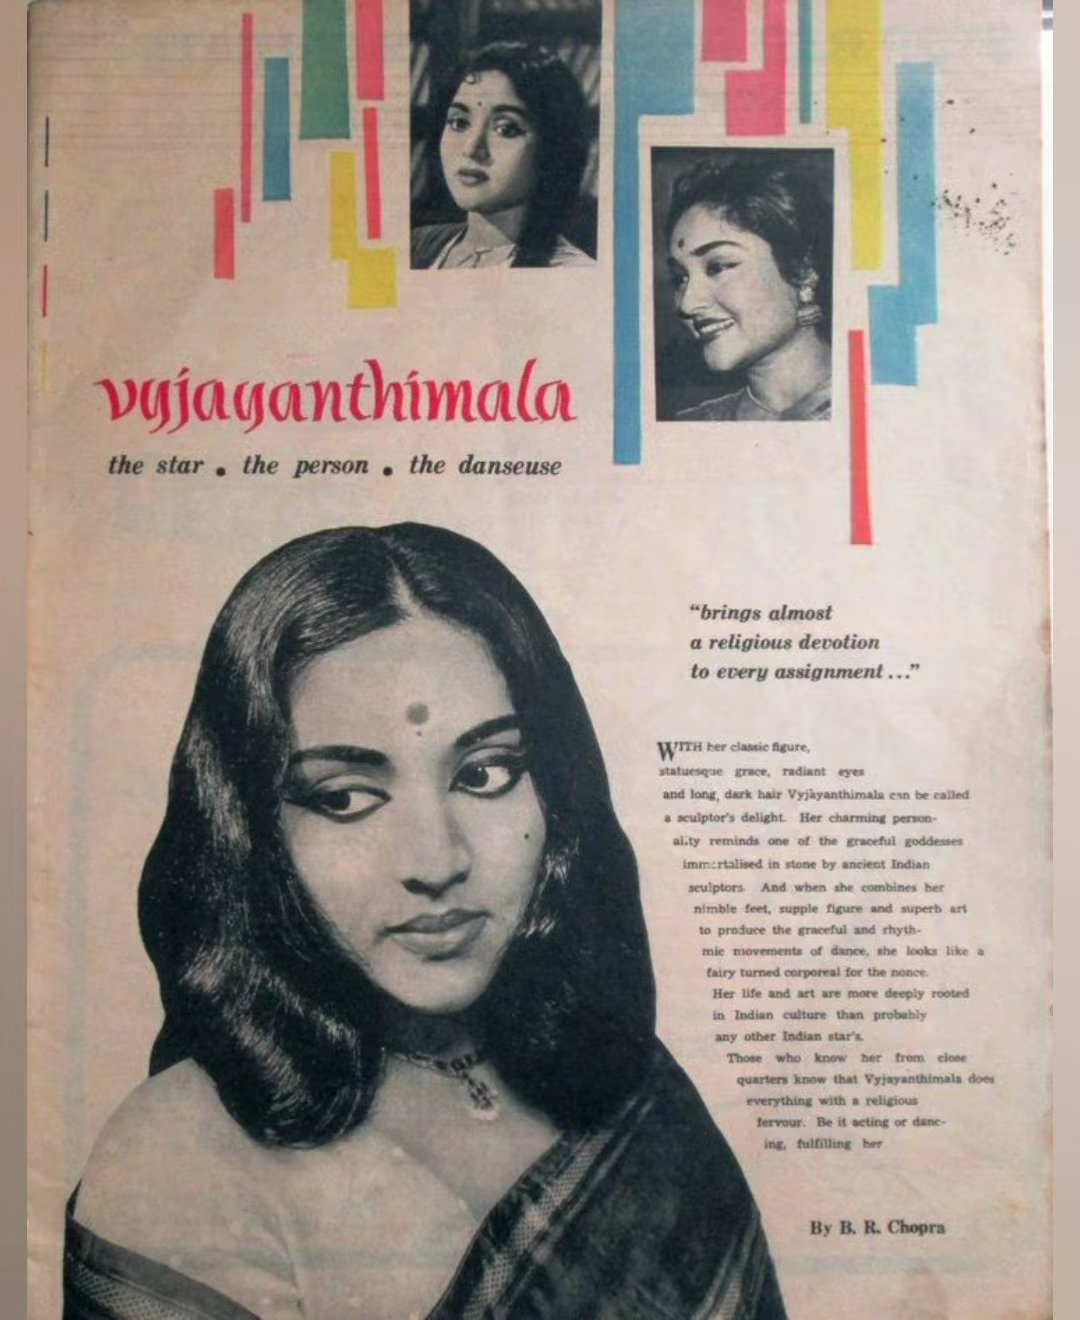 vyjayanthimala
the star . the person . the danseuse
“brings almost
a religious devotion
to every assignment ...”
WITH her classic figure,
statuesque grace, radiant eyes
and long, dark hair Vyjayanthimala can be called
a sculptor's delight. Her charming person-
ality reminds one of the graceful goddesses
immortalised in stone by ancient Indian
sculptors. And when she combines her
nimble feet, supple figure and superb art
to produce the graceful and rhyth-
mic movements of dance, she looks like a
fairy turned corporeal for the nonce.
Her life and art are more deeply rooted
in Indian culture than probably
any other Indian star's.
Those who know her from close
quarters know that Vyjayanthimala does
everything with a religious
fervour. Be it acting or danc-
ing, fulfilling her
By B. R. Chopra